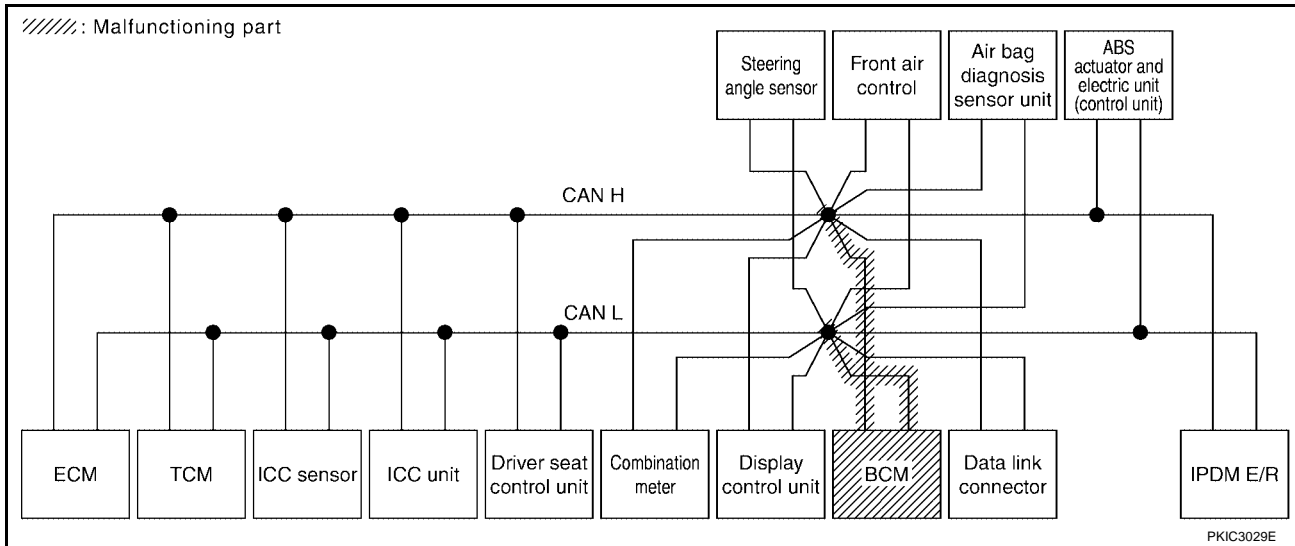 : Malfunctioning part
Steering
angle sensor
Front air
control
Air bag
diagnosis
sensor unit
ABS
actuator and
electric unit
(control unit)
CAN H
CAN L
ECM
TCM
ICC sensor
ICC unit
Driver seat
control unit
Combination
meter
Display
control unit
BCM
Data link
connector
IPDM E/R
PKIC3029E